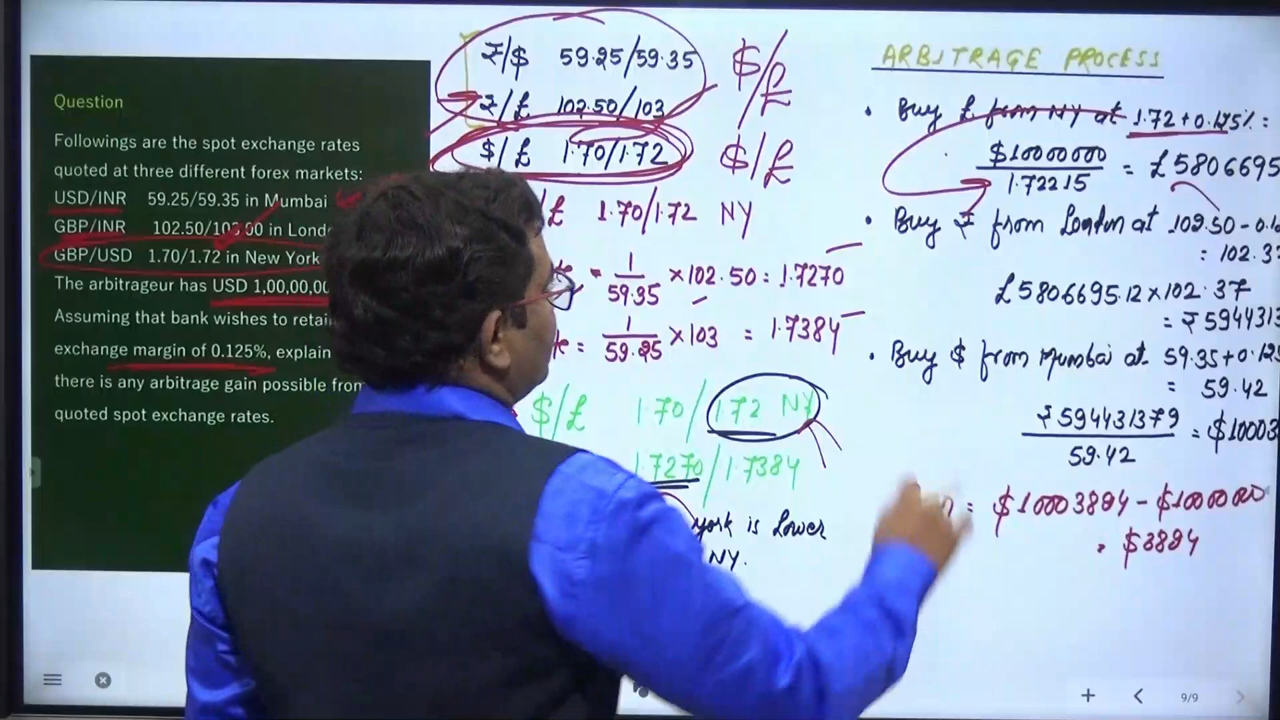 Question
Followings are the spot exchange rates
quoted at three different forex markets:
USD/INR 59.25/59.35 in Mumbai
GBP/INR 102.50/103.00 in
GBP/USD 1.70/1.72 in New York
The arbitrageur has USD 1,00,00,00
Assuming that bank wishes to
exchange margin of 0.125%, explain
there is any arbitrage gain possible from
quoted spot exchange rates.
₹/$ 59.25/59.35
₹/£ 102.50/103
$/£ 1.70/1.72
$/£
$/£
/£ 1.70/1.72 NY
= 1/59.35 × 102.50 = 1.7270
= 1/59.25 × 103 = 1.7384
$/£ 1.70/1.72 NY
1.7270/1.7384
york is lower
NY.
ARBITRAGE PROCESS
• Buy £ from NY at 1.72+0.125% =
$10000000/1.72215 = £5806695
• Buy ₹ from London at 102.50 - 0.1
= 102.37
£5806695.12 × 102.37
= ₹5944313
• Buy $ from Mumbai at 59.35+0.125
= 59.42
₹594431379/59.42 = $10003
= $10003894 - $10000000
= $3894
9/9